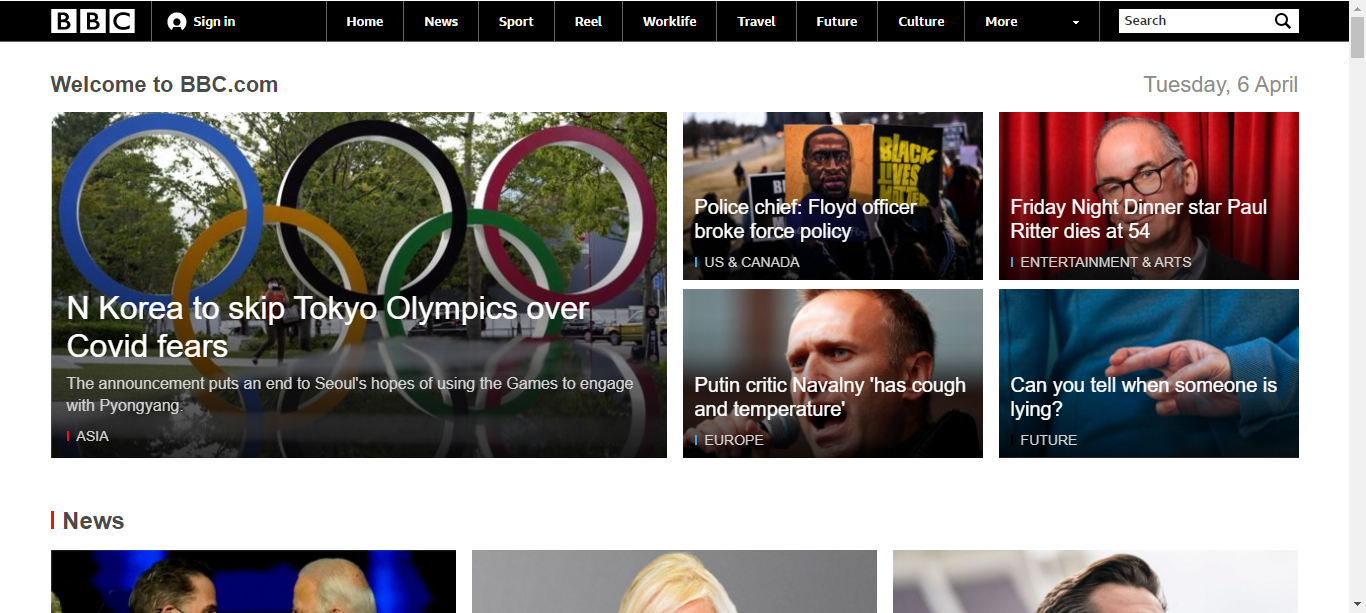 BBC
Sign in
Home
News
Sport
Reel
Worklife
Travel
Future
Culture
More
Search
Welcome to BBC.com
Tuesday, 6 April
N Korea to skip Tokyo Olympics over
Covid fears
The announcement puts an end to Seoul's hopes of using the Games to engage
with Pyongyang.
ASIA
BLACK
LIVES
MATTER
Police chief: Floyd officer
broke force policy
US & CANADA
Friday Night Dinner star Paul
Ritter dies at 54
ENTERTAINMENT & ARTS
Putin critic Navalny 'has cough
and temperature'
EUROPE
Can you tell when someone is
lying?
FUTURE
News